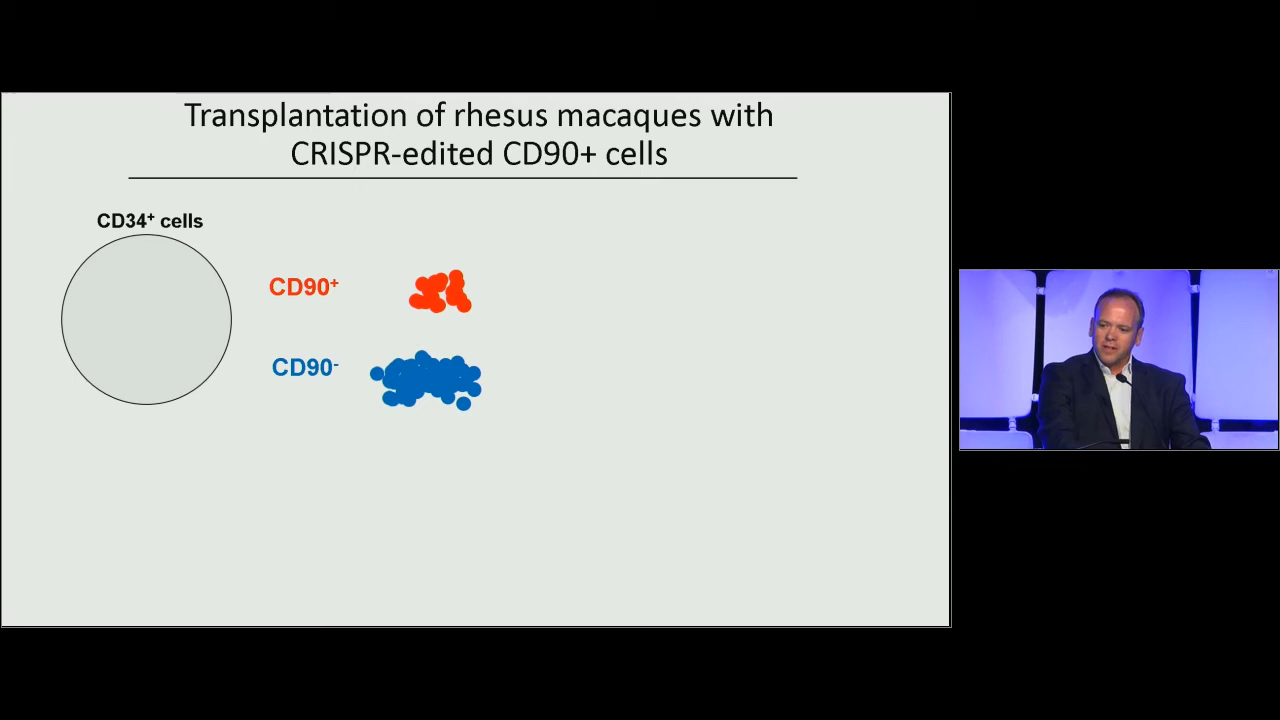 Transplantation of rhesus macaques with
CRISPR-edited CD90+ cells
CD34⁺ cells
CD90⁺
CD90⁻